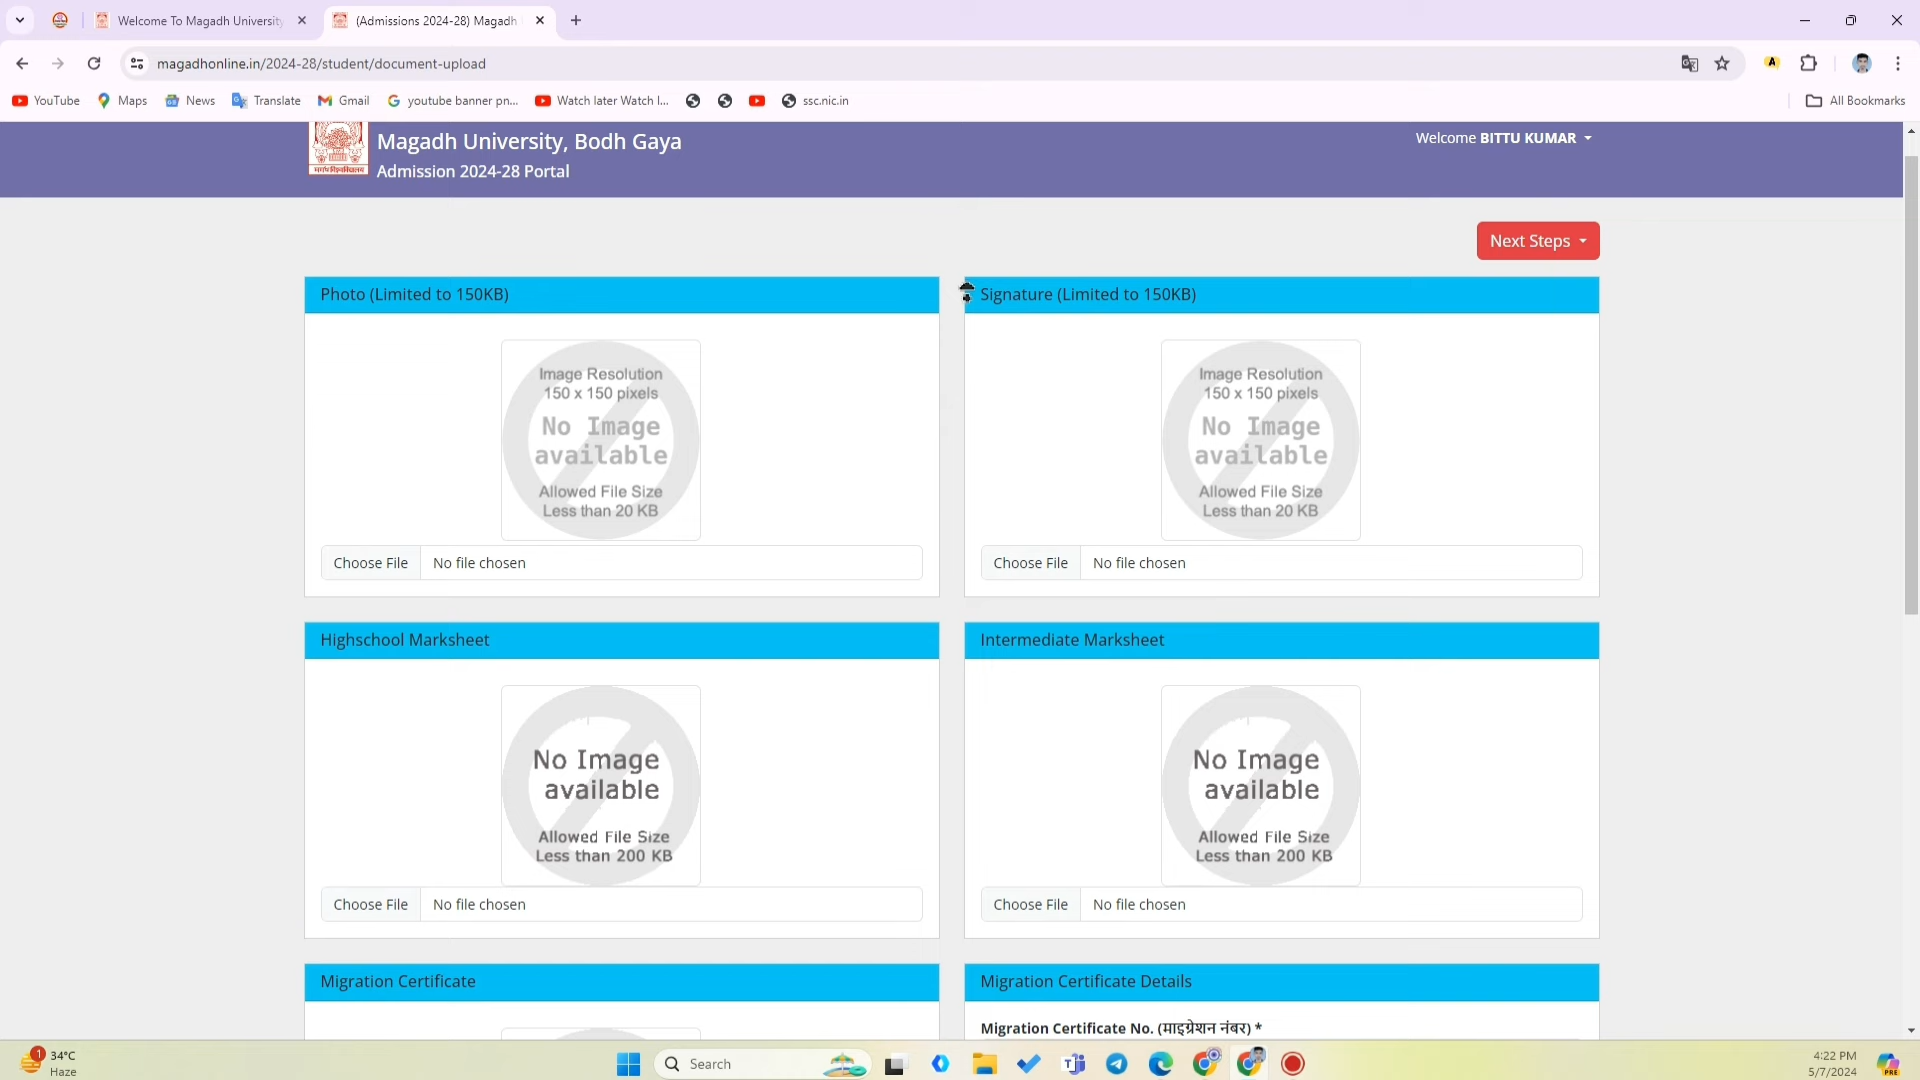 Welcome To Magadh University
(Admissions 2024-28) Magadh
magadhonline.in/2024-28/student/document-upload
A
YouTube
Maps
News
Translate
Gmail
youtube banner pn...
Watch later Watch l...
ssc.nic.in
All Bookmarks
मगध विश्वविद्यालय
Magadh University, Bodh Gaya
Admission 2024-28 Portal
Welcome BITTU KUMAR
Next Steps
Photo (Limited to 150KB)
Image Resolution
150 x 150 pixels
No Image
available
Allowed File Size
Less than 20 KB
Choose File No file chosen
Signature (Limited to 150KB)
Image Resolution
150 x 150 pixels
No Image
available
Allowed File Size
Less than 20 KB
Choose File No file chosen
Highschool Marksheet
No Image
available
Allowed File Size
Less than 200 KB
Choose File No file chosen
Intermediate Marksheet
No Image
available
Allowed File Size
Less than 200 KB
Choose File No file chosen
Migration Certificate
Migration Certificate Details
Migration Certificate No. (माइग्रेशन नंबर) *
1
34°C
Haze
Search
4:22 PM
5/7/2024
PRE